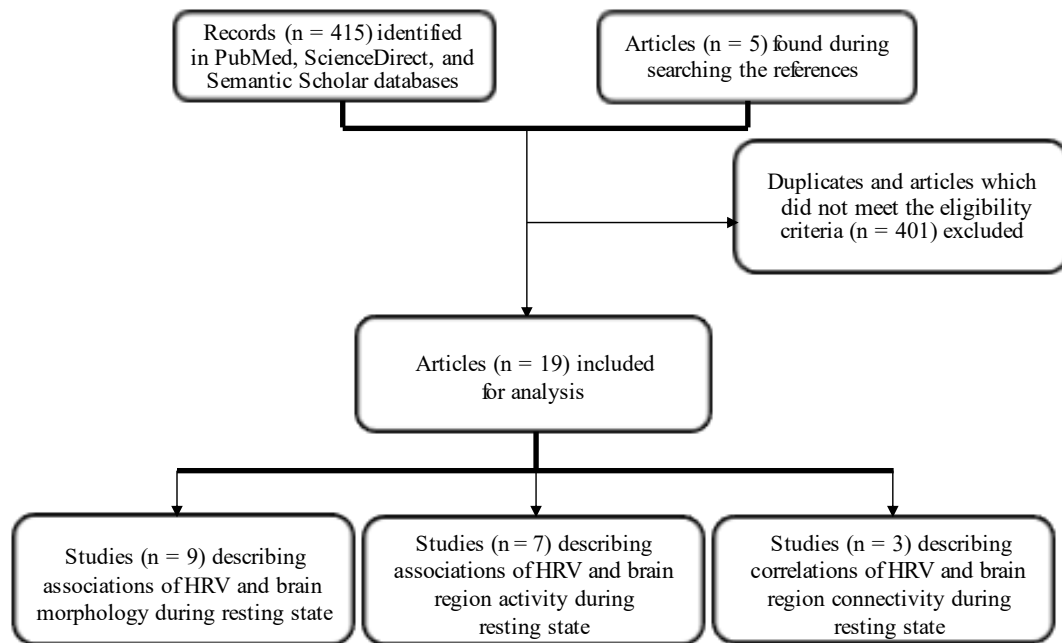 Records (n = 415) identified
in PubMed, ScienceDirect, and
Semantic Scholar databases
Articles (n = 5) found during
searching the references
Duplicates and articles which
did not meet the eligibility
criteria (n = 401) excluded
Articles (n = 19) included
for analysis
Studies (n = 9) describing
associations of HRV and brain
morphology during resting state
Studies (n = 7) describing
associations of HRV and brain
region activity during
resting state
Studies (n = 3) describing
correlations of HRV and brain
region connectivity during
resting state